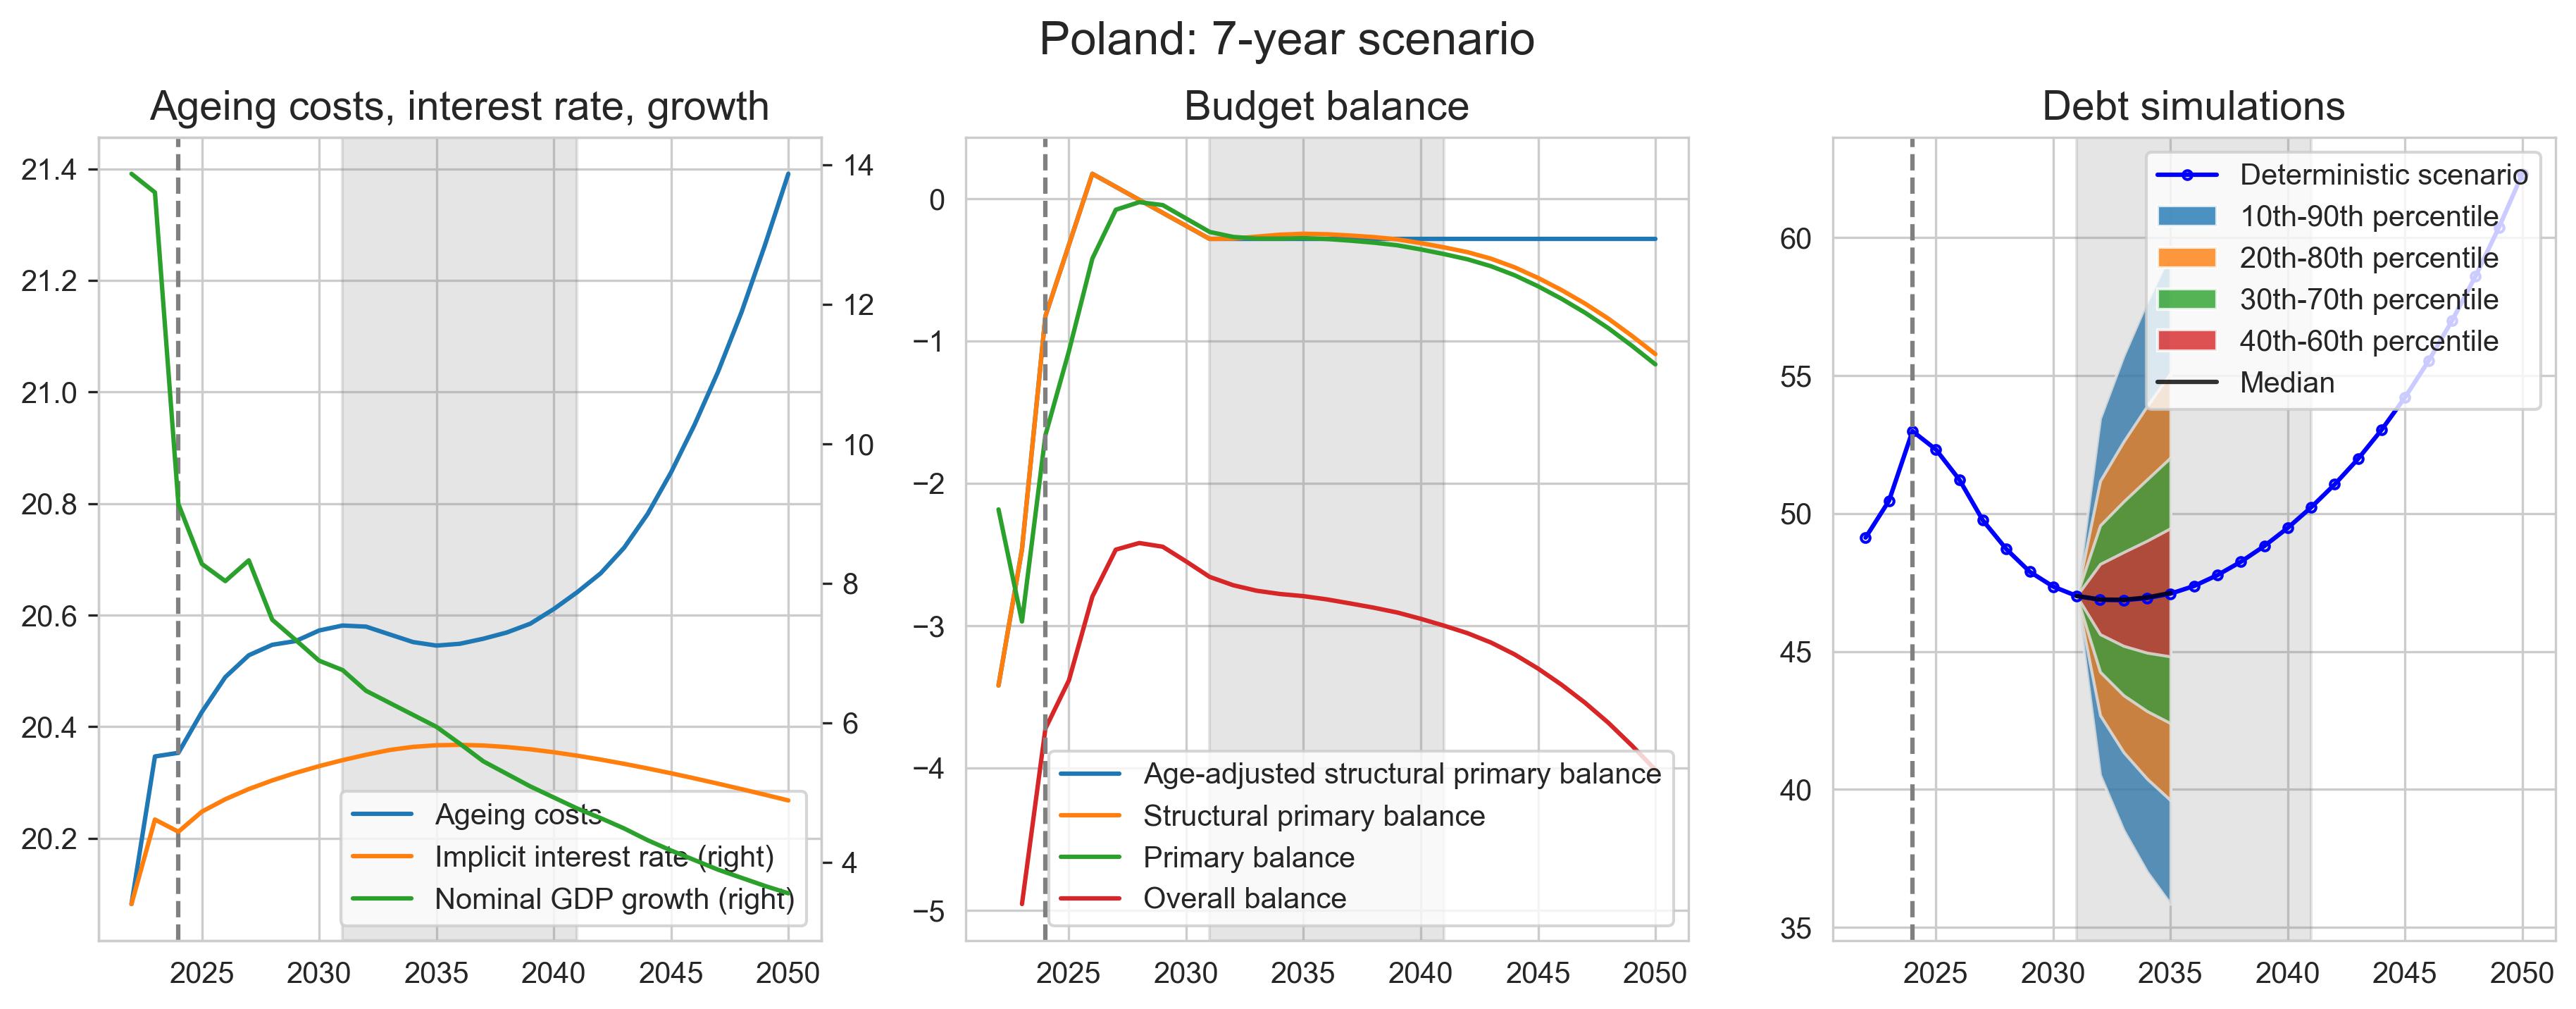 Poland: 7-year scenario
Ageing costs, interest rate, growth
21.4
21.2
21.0
20.8
20.6
20.4
20.2
14
12
10
8
6
4
Ageing costs
Implicit interest rate (right)
Nominal GDP growth (right)
2025 2030 2035 2040 2045 2050
Budget balance
0
−1
−2
−3
−4
−5
Age-adjusted structural primary balance
Structural primary balance
Primary balance
Overall balance
2025 2030 2035 2040 2045 2050
Debt simulations
60
55
50
45
40
35
Deterministic scenario
10th-90th percentile
20th-80th percentile
30th-70th percentile
40th-60th percentile
Median
2025 2030 2035 2040 2045 2050